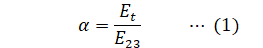 α = E_t / E_23 ⋯ (1)